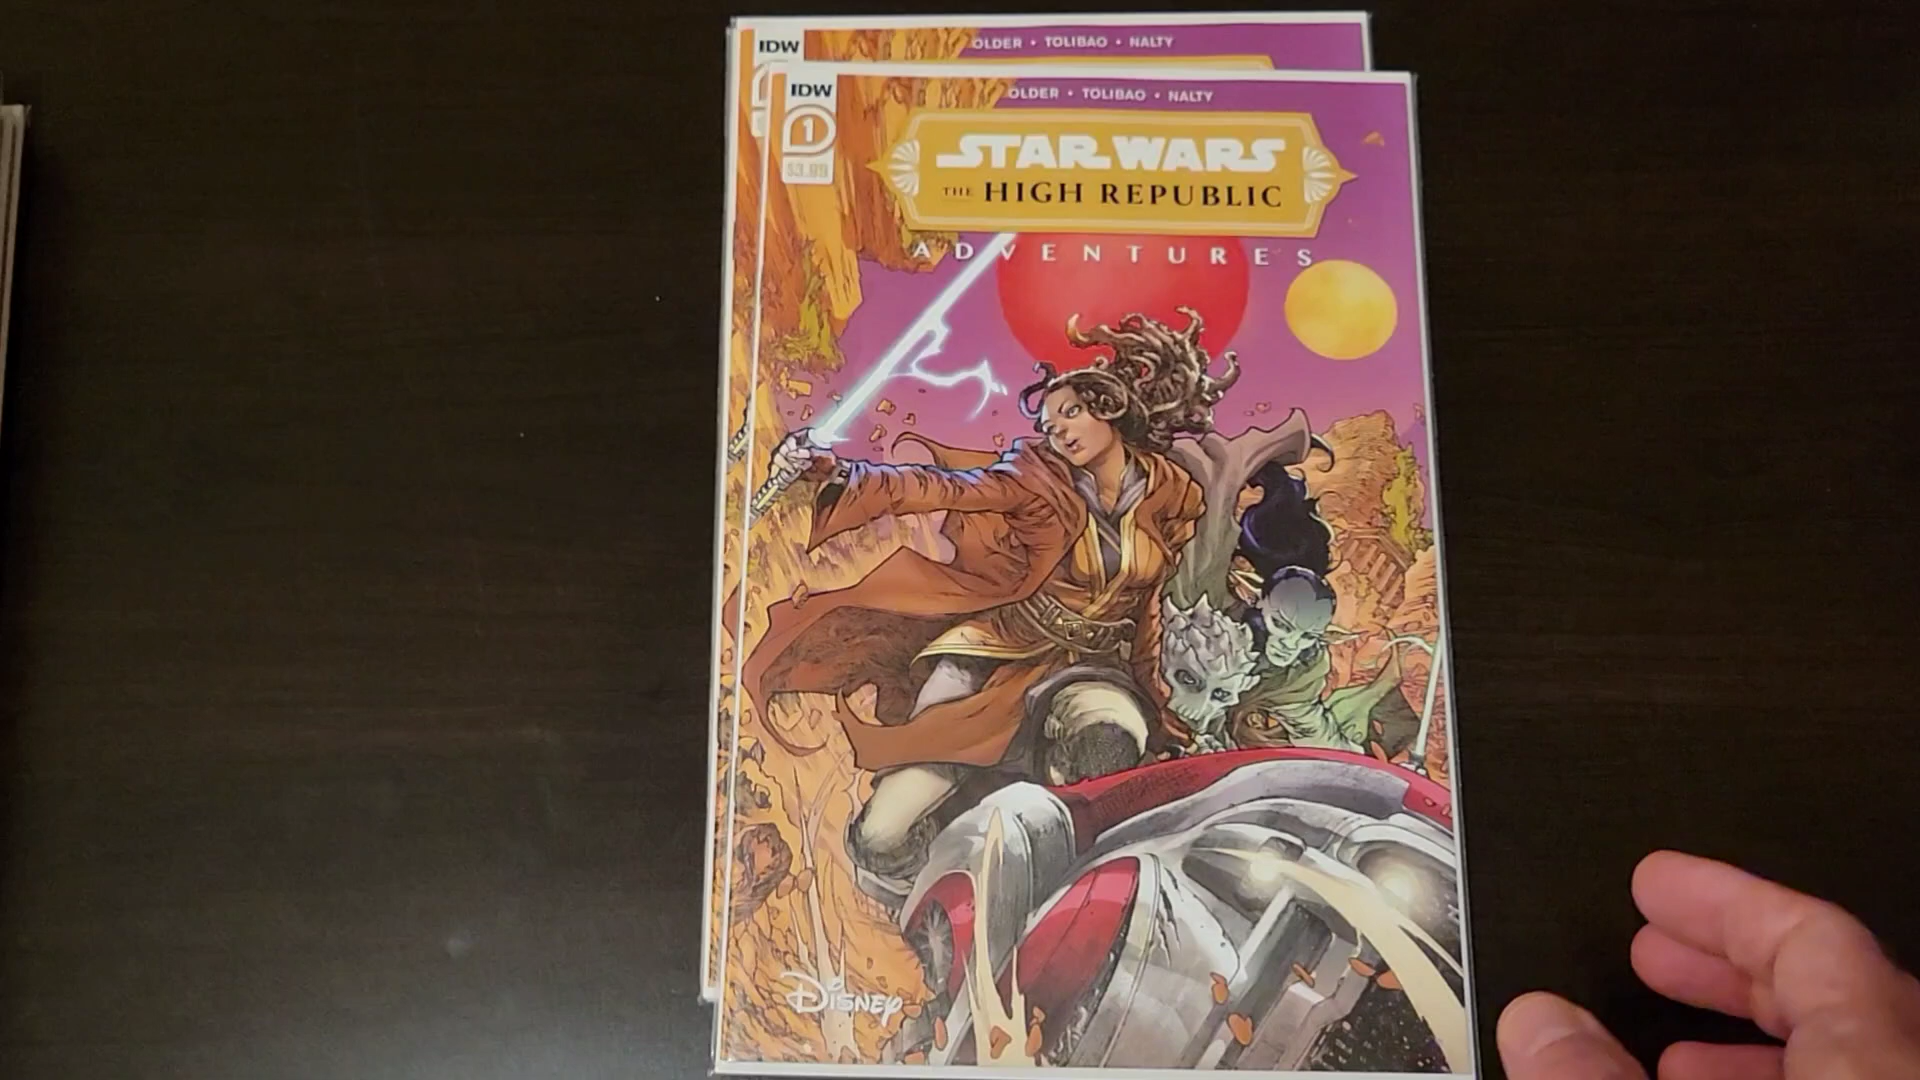 IDW
OLDER • TOLIBAO • NALTY
IDW
1
$3.99
OLDER • TOLIBAO • NALTY
STAR WARS
THE HIGH REPUBLIC
ADVENTURES
Disney